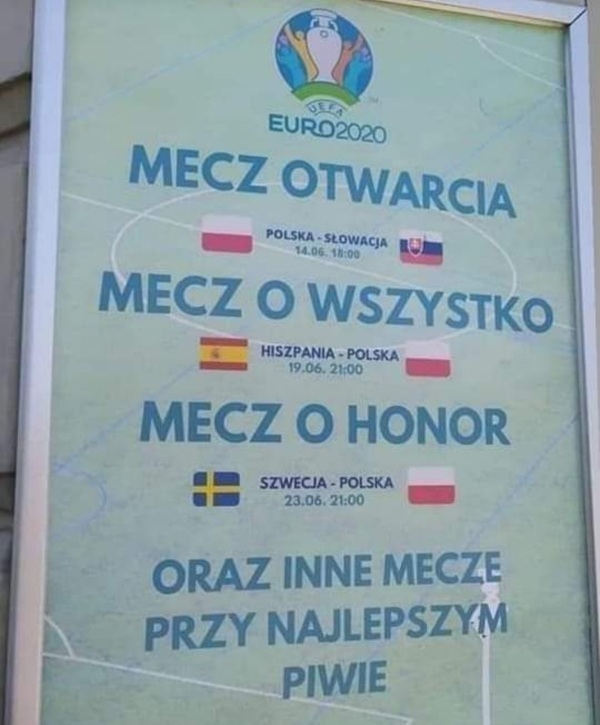 UEFA
EURO2020
MECZ OTWARCIA
POLSKA - SŁOWACJA
14.06. 18:00
MECZ O WSZYSTKO
HISZPANIA - POLSKA
19.06. 21:00
MECZ O HONOR
SZWECJA - POLSKA
23.06. 21:00
ORAZ INNE MECZE
PRZY NAJLEPSZYM
PIWIE